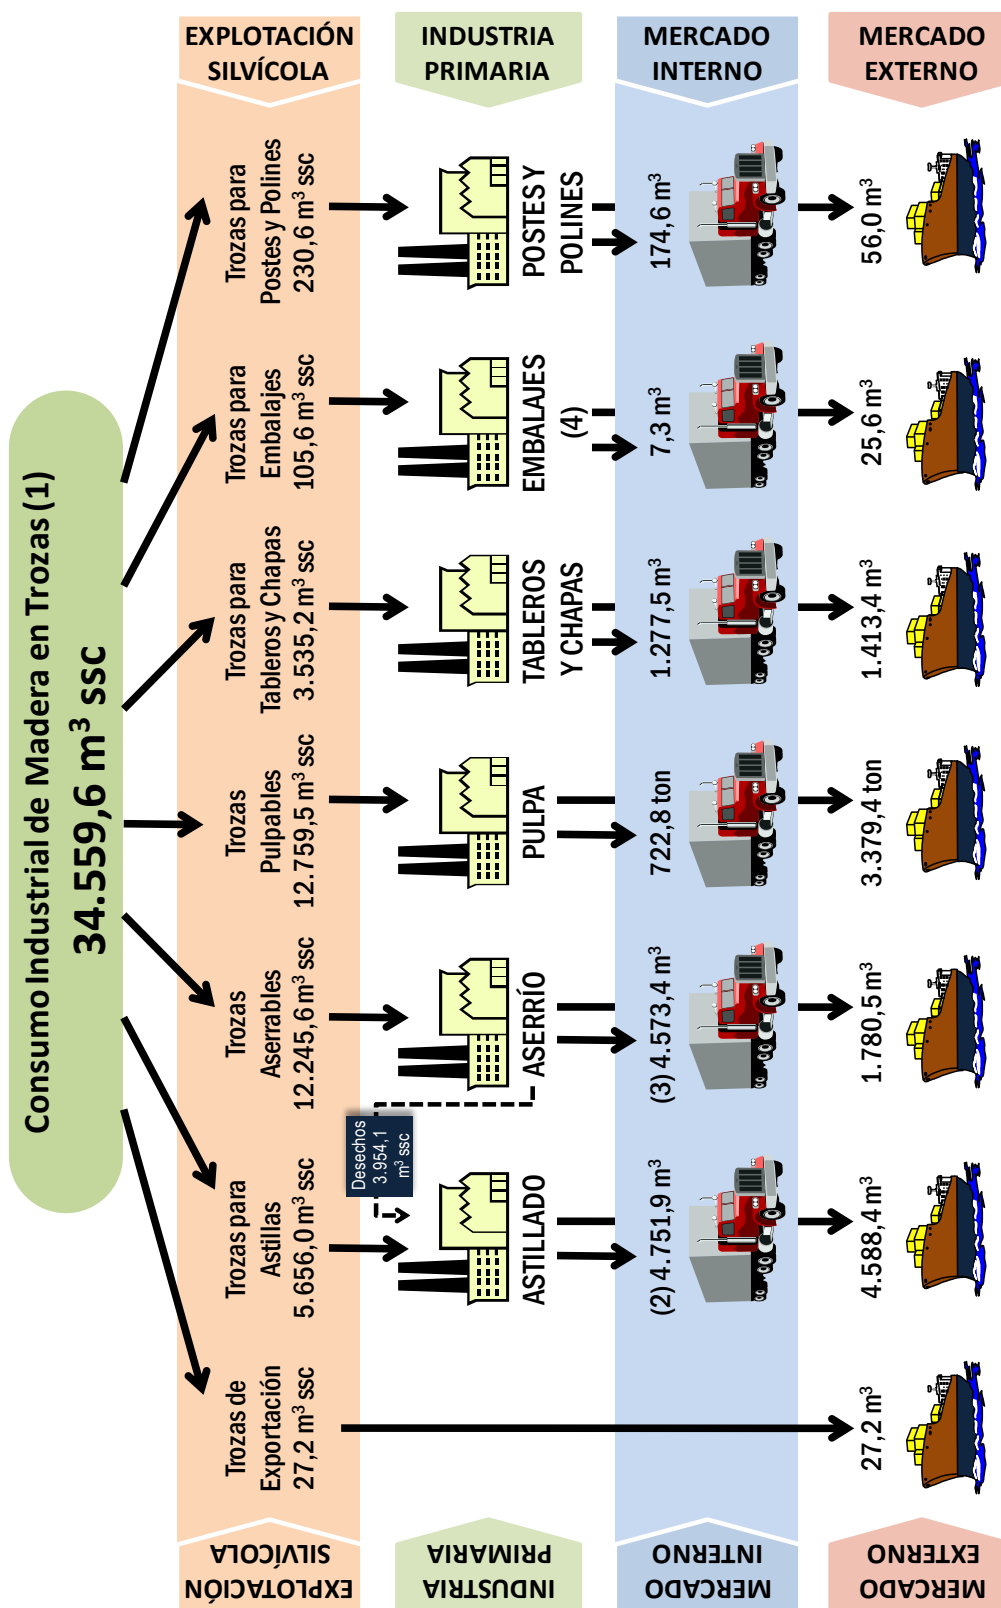 Consumo Industrial de Madera en Trozas (1)
34.559,6 m³ ssc
EXPLOTACIÓN
SILVÍCOLA
Trozas de
Exportación
27,2 m³ ssc
Trozas para
Astillas
5.656,0 m³ ssc
Trozas
Aserrables
12.245,6 m³ ssc
Trozas
Pulpables
12.759,5 m³ ssc
Trozas para
Tableros y Chapas
3.535,2 m³ ssc
Trozas para
Embalajes
105,6 m³ ssc
Trozas para
Postes y Polines
230,6 m³ ssc
EXPLOTACIÓN
SILVÍCOLA
Desechos
3.954,1
m³ ssc
INDUSTRIA
PRIMARIA
ASTILLADO
ASERRÍO
PULPA
TABLEROS
Y CHAPAS
EMBALAJES
(4)
POSTES Y
POLINES
INDUSTRIA
PRIMARIA
MERCADO
INTERNO
(2) 4.751,9 m³
(3) 4.573,4 m³
722,8 ton
1.277,5 m³
7,3 m³
174,6 m³
MERCADO
INTERNO
MERCADO
EXTERNO
27,2 m³
4.588,4 m³
1.780,5 m³
3.379,4 ton
1.413,4 m³
25,6 m³
56,0 m³
MERCADO
EXTERNO